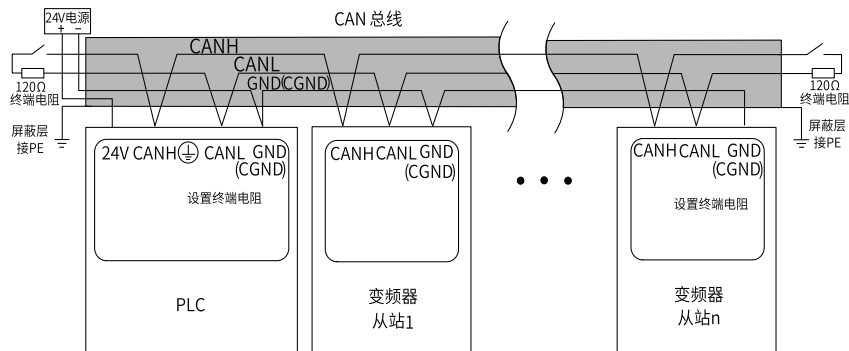 CAN 总线
24V电源
+ -
CANH
CANL
GND(CGND)
120Ω
终端电阻
120Ω
终端电阻
屏蔽层
接PE
屏蔽层
接PE
24V CANH CANL GND
(CGND)
设置终端电阻
PLC
CANH CANL GND
(CGND)
变频器
从站1
CANH CANL GND
(CGND)
设置终端电阻
变频器
从站n